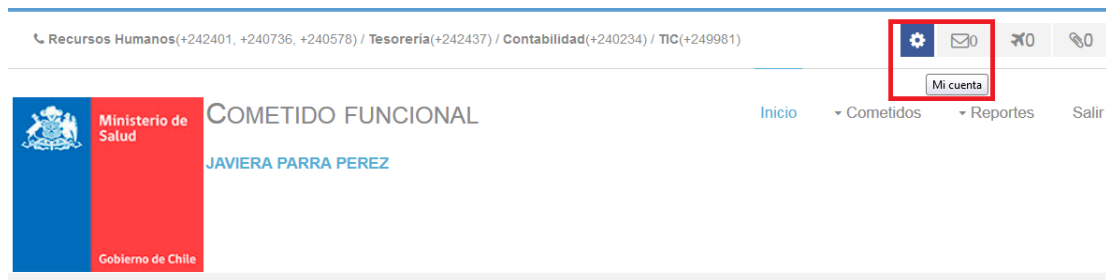 Recursos Humanos(+242401, +240736, +240578) / Tesorería(+242437) / Contabilidad(+240234) / TIC(+249981)
0 0 0
Mi cuenta
Ministerio de
Salud
COMETIDO FUNCIONAL
Inicio Cometidos Reportes Salir
JAVIERA PARRA PEREZ
Gobierno de Chile